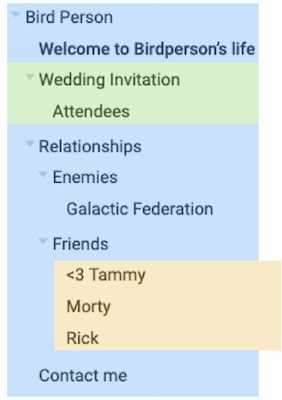 Bird Person
Welcome to Birdperson's life
Wedding Invitation
Attendees
Relationships
Enemies
Galactic Federation
Friends
<3 Tammy
Morty
Rick
Contact me